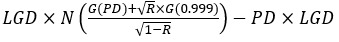 LGD × N ( G(PD)+√R×G(0.999) / √1−R ) − PD × LGD